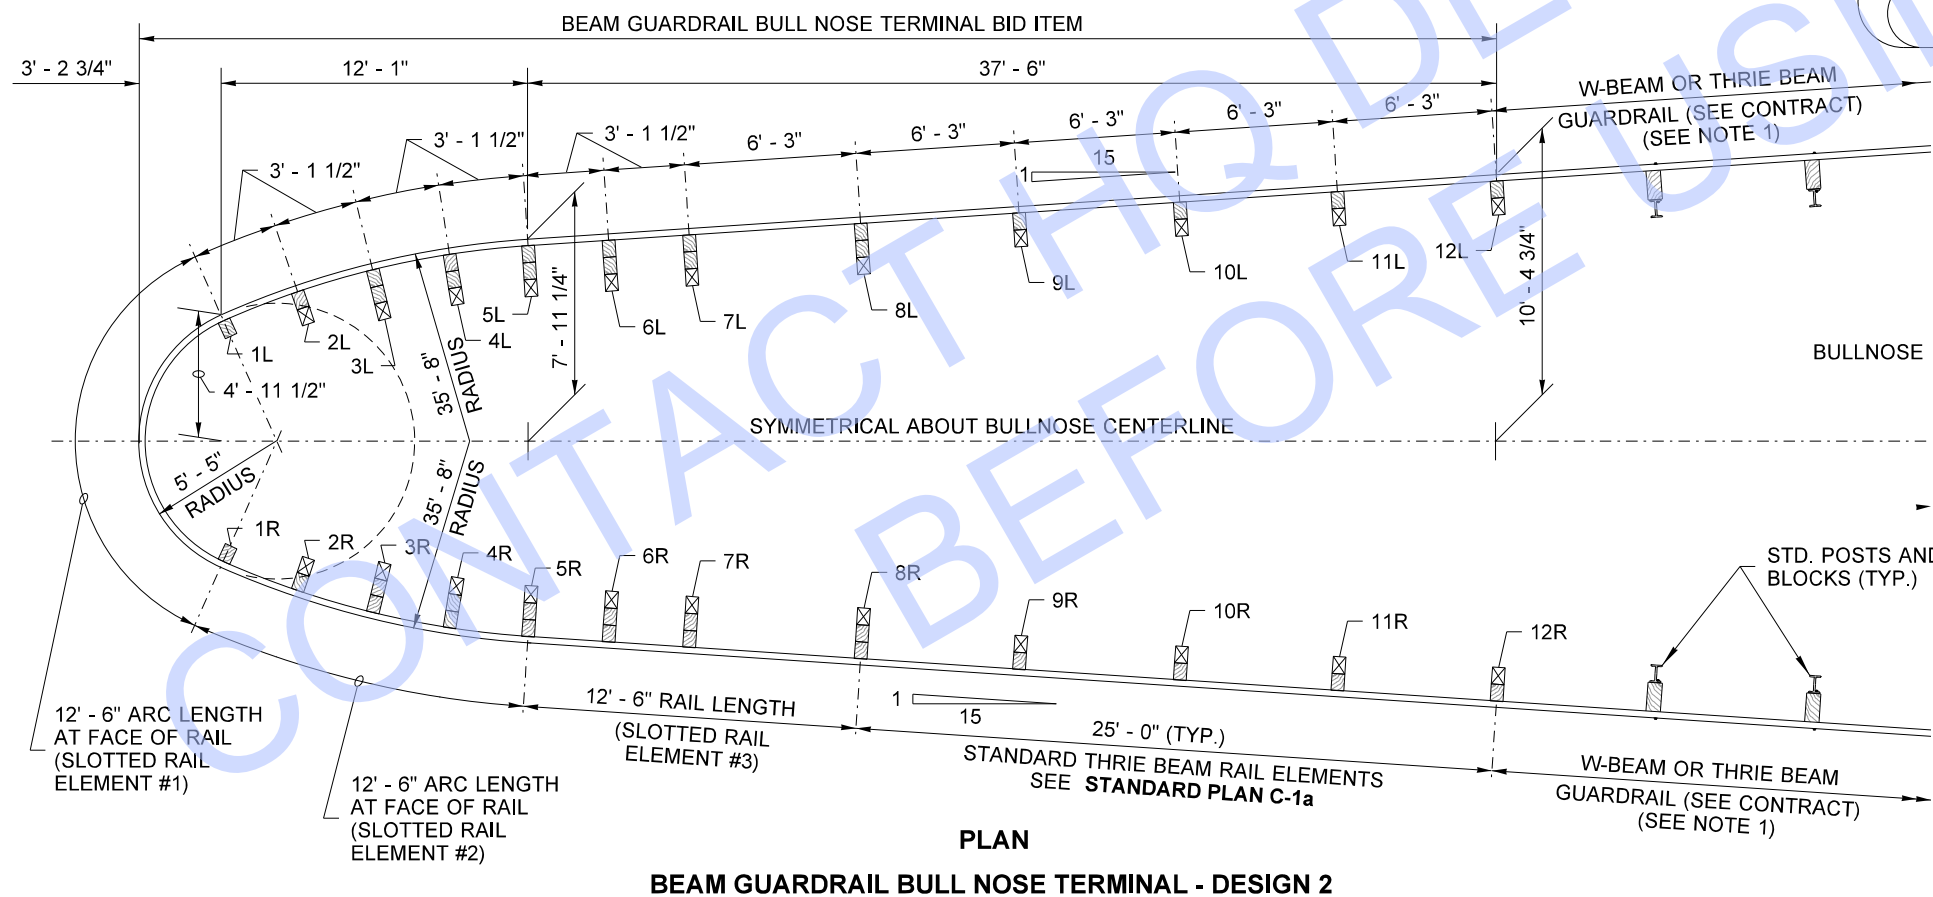 BEAM GUARDRAIL BULL NOSE TERMINAL BID ITEM
3' - 2 3/4"
12' - 1"
37' - 6"
W-BEAM OR THRIE BEAM
GUARDRAIL (SEE CONTRACT)
(SEE NOTE 1)
3' - 1 1/2"
3' - 1 1/2"
3' - 1 1/2"
6' - 3"
6' - 3"
6' - 3"
6' - 3"
6' - 3"
1
15
1L
2L
3L
4L
5L
6L
7L
8L
9L
10L
11L
12L
4' - 11 1/2"
35' - 8"
RADIUS
7' - 11 1/4"
10' - 4 3/4"
BULLNOSE
SYMMETRICAL ABOUT BULLNOSE CENTERLINE
5' - 5"
RADIUS
35' - 8"
RADIUS
1R
2R
3R
4R
5R
6R
7R
8R
9R
10R
11R
12R
STD. POSTS AND
BLOCKS (TYP.)
12' - 6" ARC LENGTH
AT FACE OF RAIL
(SLOTTED RAIL
ELEMENT #1)
12' - 6" ARC LENGTH
AT FACE OF RAIL
(SLOTTED RAIL
ELEMENT #2)
12' - 6" RAIL LENGTH
(SLOTTED RAIL
ELEMENT #3)
1
15
25' - 0" (TYP.)
STANDARD THRIE BEAM RAIL ELEMENTS
SEE STANDARD PLAN C-1a
W-BEAM OR THRIE BEAM
GUARDRAIL (SEE CONTRACT)
(SEE NOTE 1)
PLAN
BEAM GUARDRAIL BULL NOSE TERMINAL - DESIGN 2
CONTACT HQ DE
BEFORE USI